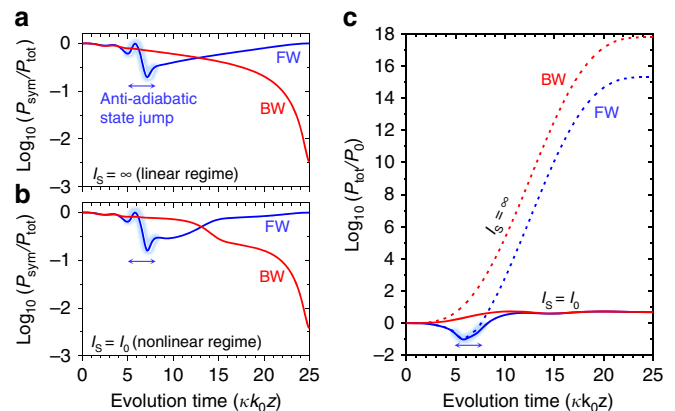 a
0
-1
-2
-3
Log10 (Psym/Ptot)
FW
BW
Anti-adiabatic
state jump
IS = ∞ (linear regime)
b
0
-1
-2
-3
Log10 (Psym/Ptot)
FW
BW
IS = I0 (nonlinear regime)
0 5 10 15 20 25
Evolution time (κk0z)
c
18
16
14
12
10
8
6
4
2
0
-2
Log10 (Ptot/P0)
BW
FW
IS = ∞
IS = I0
0 5 10 15 20 25
Evolution time (κk0z)